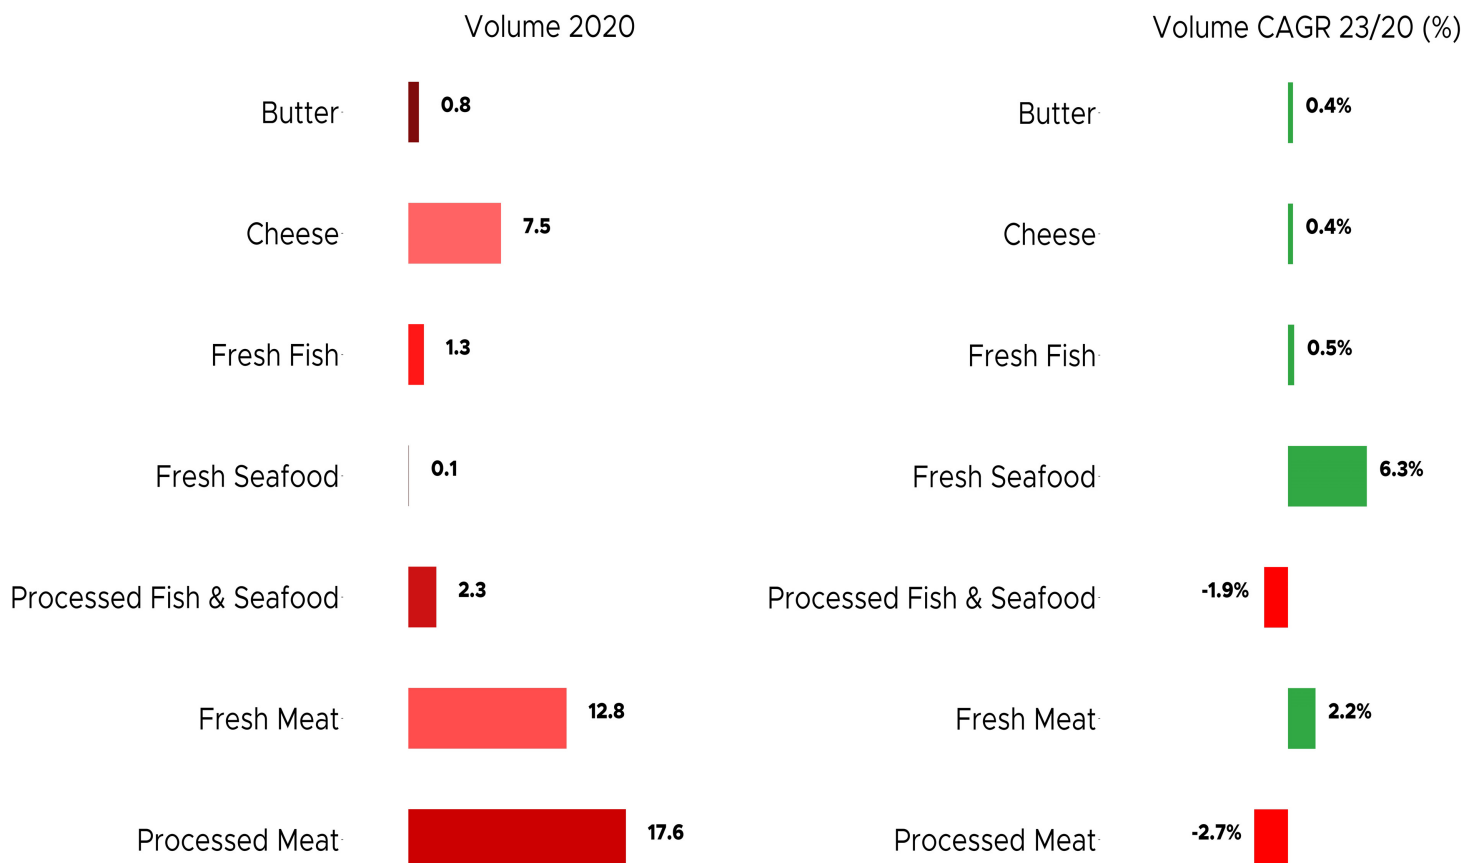 Volume 2020
Butter 0.8
Cheese 7.5
Fresh Fish 1.3
Fresh Seafood 0.1
Processed Fish & Seafood 2.3
Fresh Meat 12.8
Processed Meat 17.6
Volume CAGR 23/20 (%)
Butter 0.4%
Cheese 0.4%
Fresh Fish 0.5%
Fresh Seafood 6.3%
Processed Fish & Seafood -1.9%
Fresh Meat 2.2%
Processed Meat -2.7%